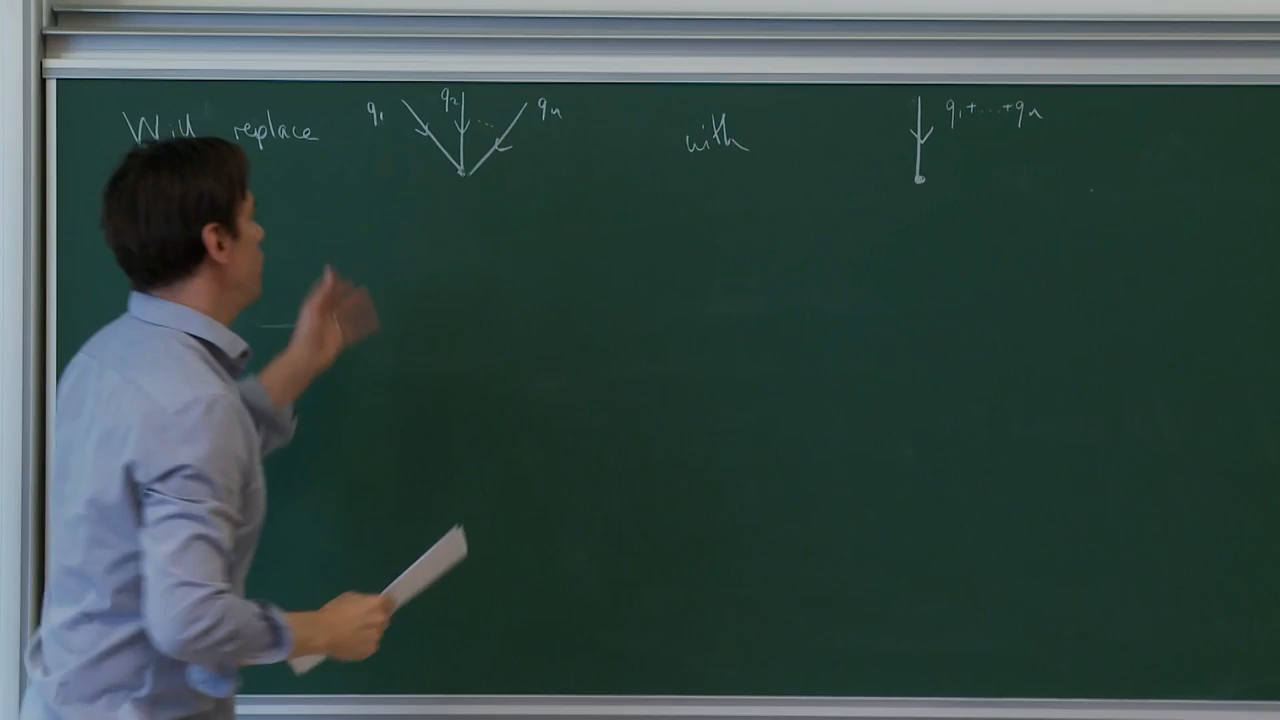 Will replace q₁ q₂ ... qₙ with q₁+...+qₙ